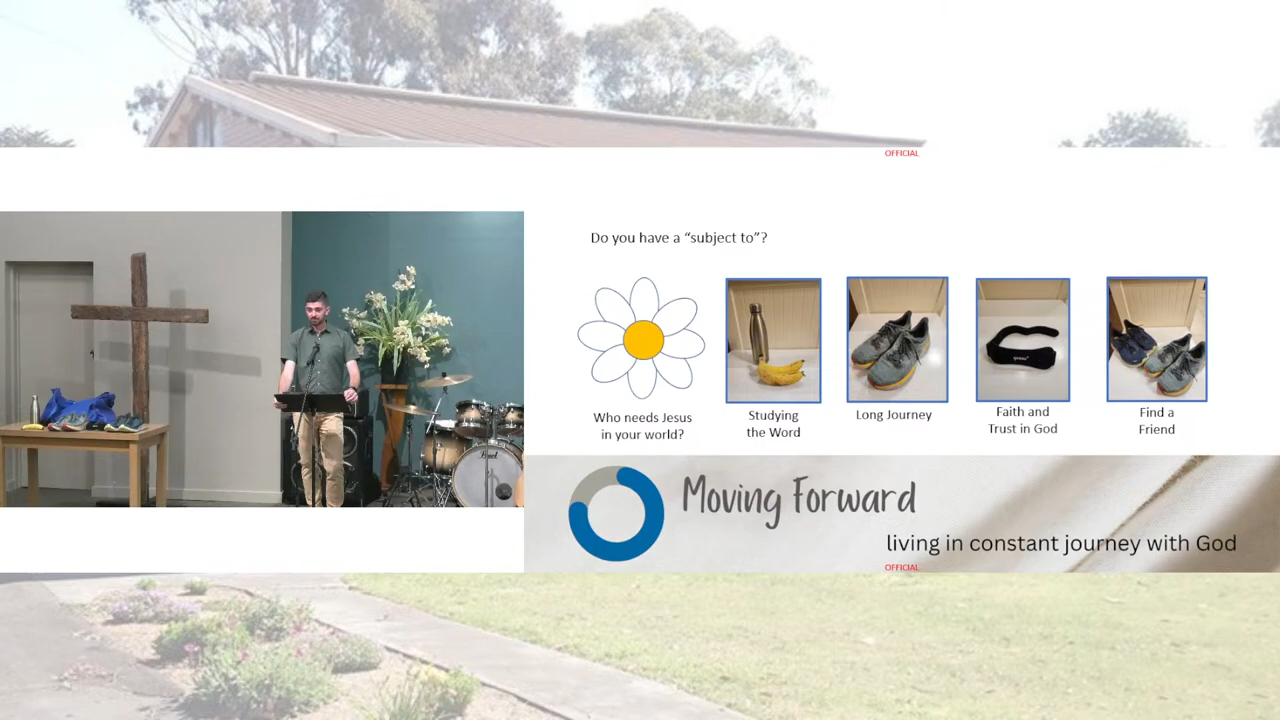 OFFICIAL
Do you have a “subject to”?
Who needs Jesus
in your world?
Studying
the Word
Long Journey
Faith and
Trust in God
Find a
Friend
Moving Forward
living in constant journey with God
OFFICIAL
Pearl